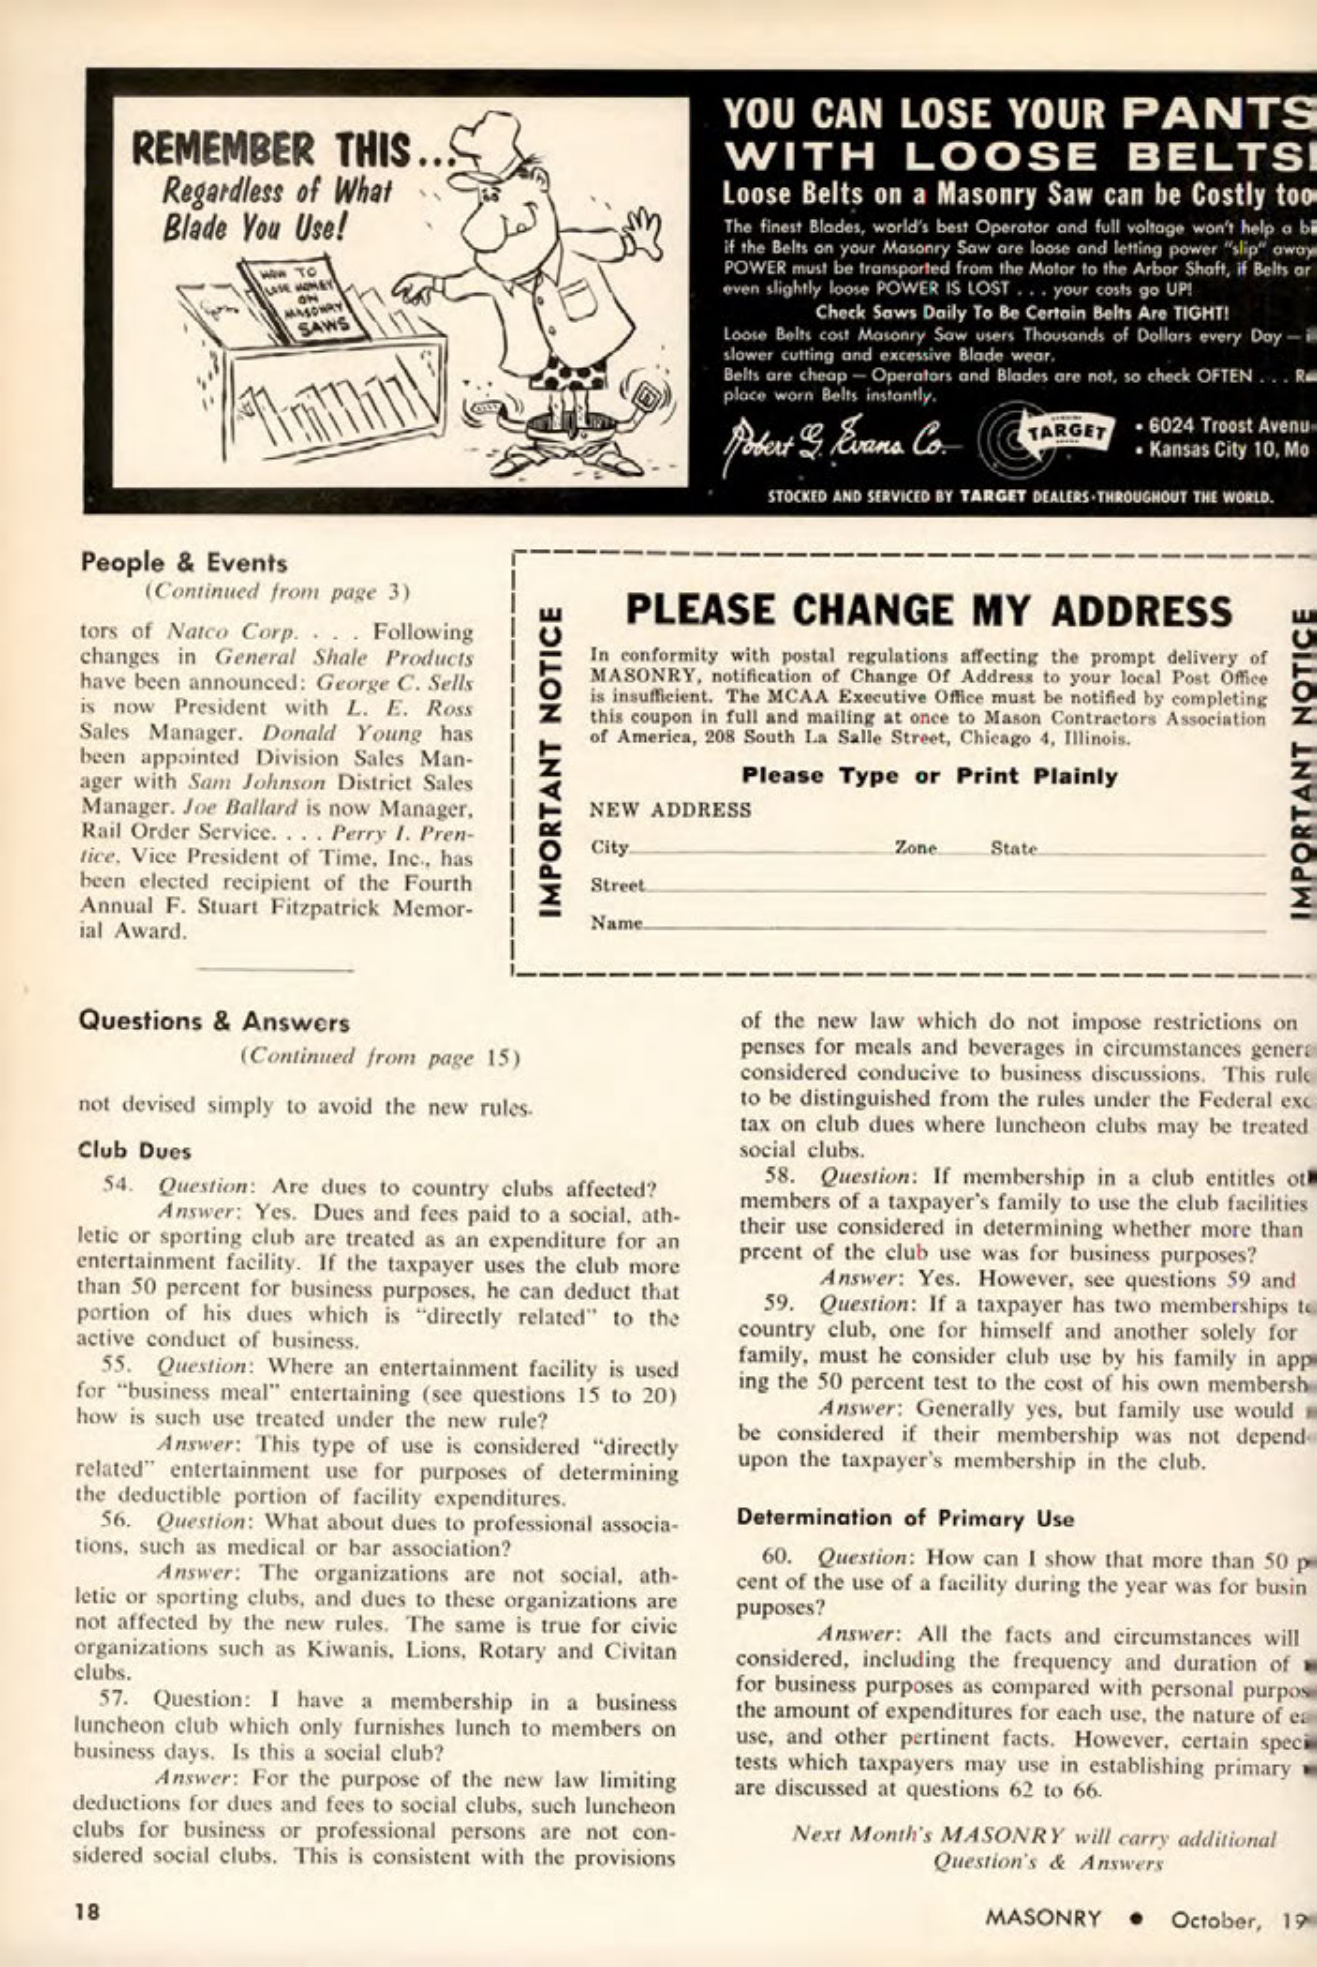 REMEMBER THIS...
Regardless of What
Blade You Use!
HOW TO
LOSE MONEY
ON
MASONRY
SAWS
YOU CAN LOSE YOUR PANTS
WITH LOOSE BELTS!
Loose Belts on a Masonry Saw can be Costly too
The finest Blades, world's best Operator and full voltage won't help a
if the Belts on your Masonry Saw are loose and letting power "slip" away
POWER must be transported from the Motor to the Arbor Shaft, if Belts ar
even slightly loose POWER IS LOST . . . your costs go UP!
Check Saws Daily To Be Certain Belts Are TIGHT!
Loose Belts cost Masonry Saw users Thousands of Dollars every Day —
slower cutting and excessive Blade wear.
Belts are cheap — Operators and Blades are not, so check OFTEN . . . Re
place worn Belts instantly.
Robert G. Evans Co.
TARGET
• 6024 Troost Avenu
• Kansas City 10, Mo
STOCKED AND SERVICED BY TARGET DEALERS·THROUGHOUT THE WORLD.
People & Events
(Continued from page 3)
tors of Natco Corp. . . . Following
changes in General Shale Products
have been announced: George C. Sells
is now President with L. E. Ross
Sales Manager. Donald Young has
been appointed Division Sales Man-
ager with Sam Johnson District Sales
Manager. Joe Ballard is now Manager,
Rail Order Service. . . . Perry I. Pren-
tice, Vice President of Time, Inc., has
been elected recipient of the Fourth
Annual F. Stuart Fitzpatrick Memor-
ial Award.
IMPORTANT NOTICE
PLEASE CHANGE MY ADDRESS
In conformity with postal regulations affecting the prompt delivery of
MASONRY, notification of Change Of Address to your local Post Office
is insufficient. The MCAA Executive Office must be notified by completing
this coupon in full and mailing at once to Mason Contractors Association
of America, 208 South La Salle Street, Chicago 4, Illinois.
Please Type or Print Plainly
NEW ADDRESS
City Zone State
Street
Name
IMPORTANT NOTICE
Questions & Answers
(Continued from page 15)
not devised simply to avoid the new rules.
Club Dues
54. Question: Are dues to country clubs affected?
Answer: Yes. Dues and fees paid to a social, ath-
letic or sporting club are treated as an expenditure for an
entertainment facility. If the taxpayer uses the club more
than 50 percent for business purposes, he can deduct that
portion of his dues which is "directly related" to the
active conduct of business.
55. Question: Where an entertainment facility is used
for "business meal" entertaining (see questions 15 to 20)
how is such use treated under the new rule?
Answer: This type of use is considered "directly
related" entertainment use for purposes of determining
the deductible portion of facility expenditures.
56. Question: What about dues to professional associa-
tions, such as medical or bar association?
Answer: The organizations are not social, ath-
letic or sporting clubs, and dues to these organizations are
not affected by the new rules. The same is true for civic
organizations such as Kiwanis, Lions, Rotary and Civitan
clubs.
57. Question: I have a membership in a business
luncheon club which only furnishes lunch to members on
business days. Is this a social club?
Answer: For the purpose of the new law limiting
deductions for dues and fees to social clubs, such luncheon
clubs for business or professional persons are not con-
sidered social clubs. This is consistent with the provisions
of the new law which do not impose restrictions on
penses for meals and beverages in circumstances genera
considered conducive to business discussions. This rule
to be distinguished from the rules under the Federal exc
tax on club dues where luncheon clubs may be treated
social clubs.
58. Question: If membership in a club entitles ot
members of a taxpayer's family to use the club facilities
their use considered in determining whether more than
prcent of the club use was for business purposes?
Answer: Yes. However, see questions 59 and
59. Question: If a taxpayer has two memberships to
country club, one for himself and another solely for
family, must he consider club use by his family in app
ing the 50 percent test to the cost of his own membersh
Answer: Generally yes, but family use would
be considered if their membership was not depend
upon the taxpayer's membership in the club.
Determination of Primary Use
60. Question: How can I show that more than 50 p
cent of the use of a facility during the year was for busin
puposes?
Answer: All the facts and circumstances will
considered, including the frequency and duration of
for business purposes as compared with personal purpos
the amount of expenditures for each use, the nature of ea
use, and other pertinent facts. However, certain speci
tests which taxpayers may use in establishing primary
are discussed at questions 62 to 66.
Next Month's MASONRY will carry additional
Question's & Answers
18
MASONRY • October, 19